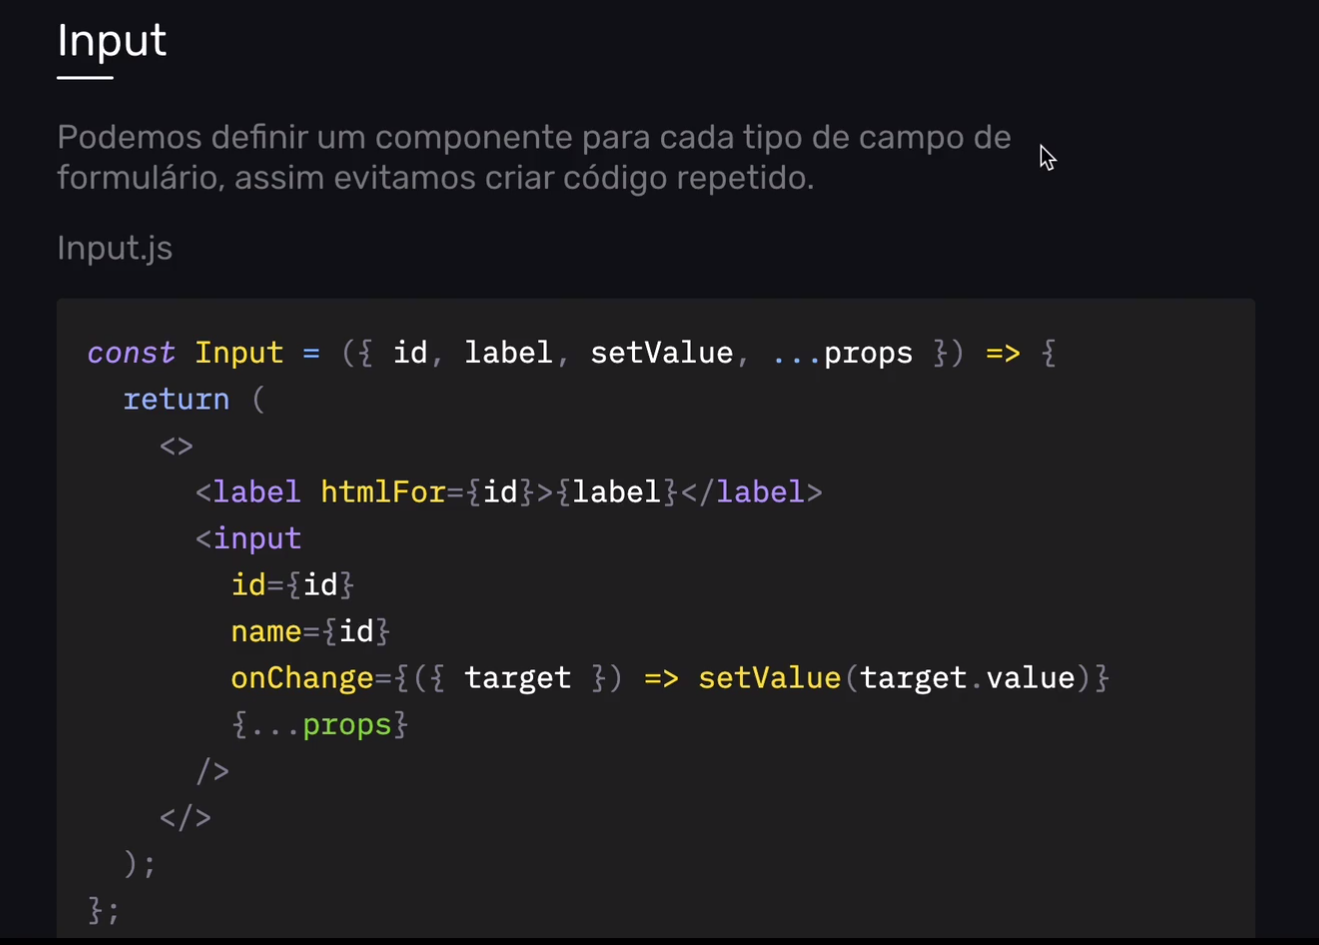 Input
Podemos definir um componente para cada tipo de campo de
formulário, assim evitamos criar código repetido.
Input.js
const Input = ({ id, label, setValue, ...props }) => {
  return (
    <>
      <label htmlFor={id}>{label}</label>
      <input
        id={id}
        name={id}
        onChange={({ target }) => setValue(target.value)}
        {...props}
      />
    </>
  );
};